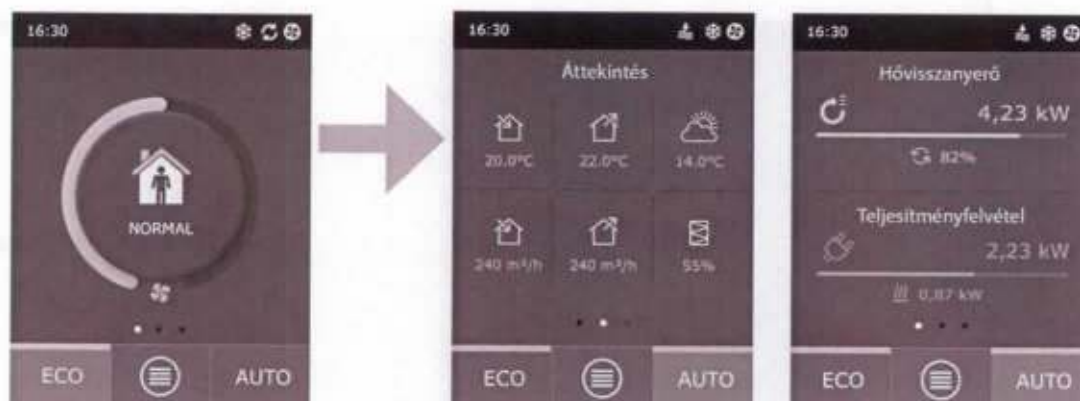 16:30
NORMAL
ECO
AUTO
16:30
Áttekintés
20.0°C 22.0°C 14.0°C
240 m³/h 240 m³/h 55%
ECO
AUTO
16:30
Hővisszanyerő
4,23 kW
82%
Teljesítményfelvétel
2,23 kW
0,87 kW
ECO
AUTO